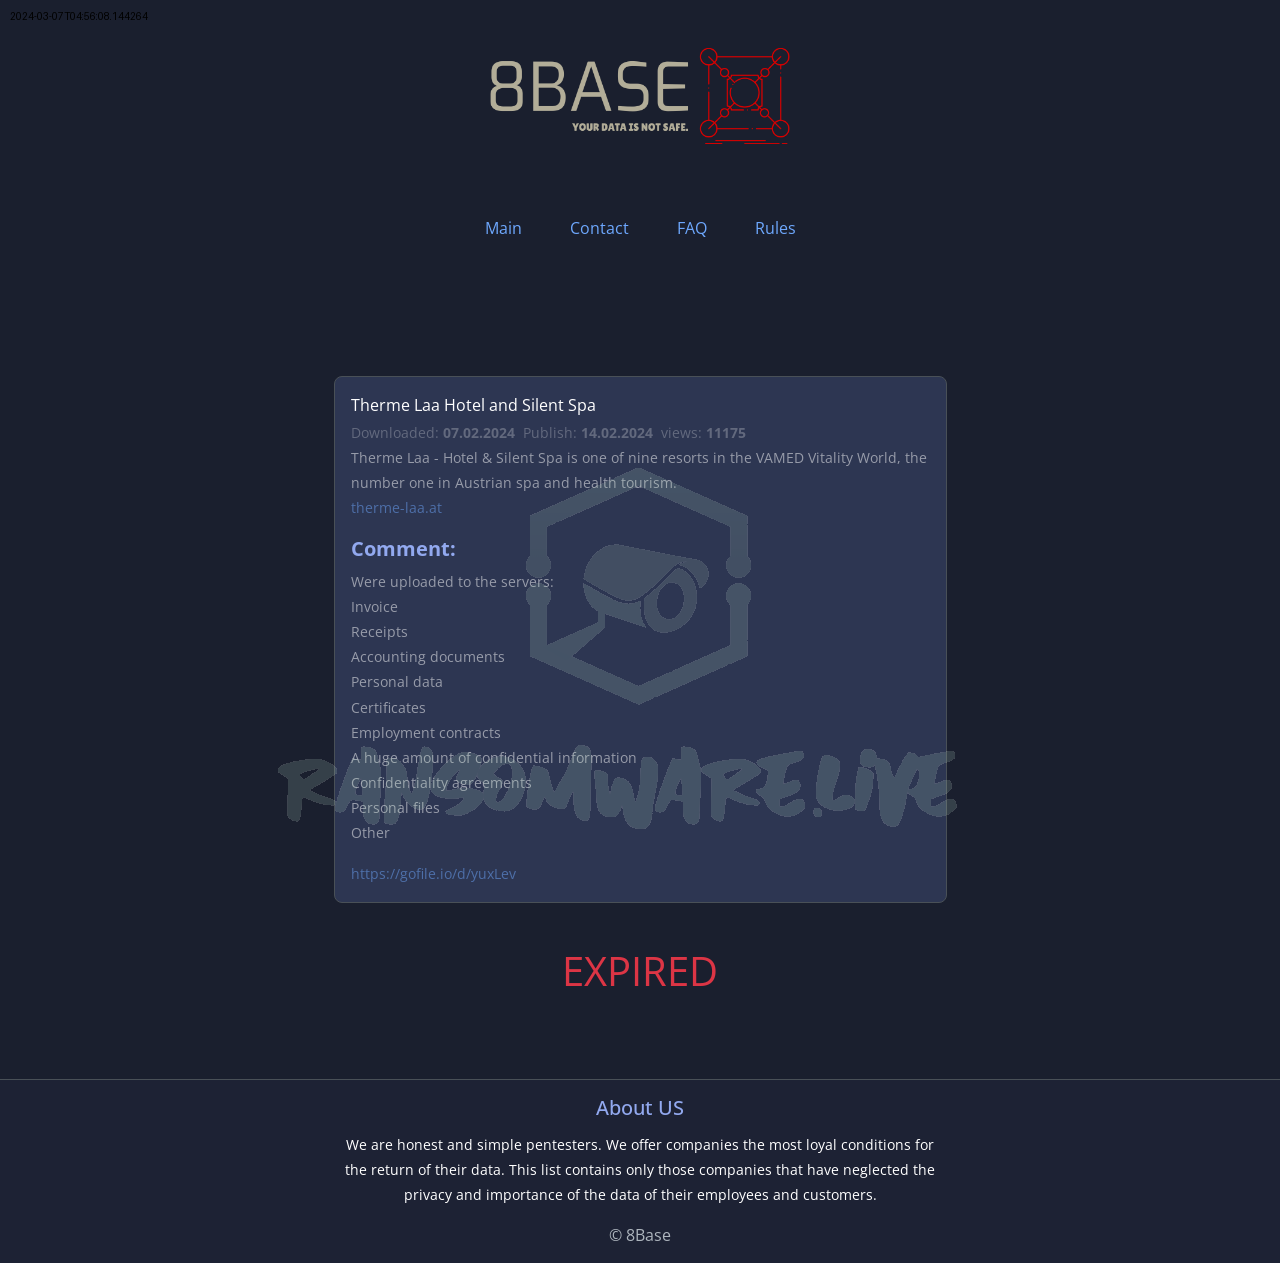 2024-03-07T04:56:08.144264
8BASE
YOUR DATA IS NOT SAFE.
Main Contact FAQ Rules
Therme Laa Hotel and Silent Spa
Downloaded: 07.02.2024 Publish: 14.02.2024 views: 11175
Therme Laa - Hotel & Silent Spa is one of nine resorts in the VAMED Vitality World, the
number one in Austrian spa and health tourism.
therme-laa.at
Comment:
Were uploaded to the servers:
Invoice
Receipts
Accounting documents
Personal data
Certificates
Employment contracts
A huge amount of confidential information
RANSOMWARE.LIVE
Confidentiality agreements
Personal files
Other
https://gofile.io/d/yuxLev
EXPIRED
About US
We are honest and simple pentesters. We offer companies the most loyal conditions for
the return of their data. This list contains only those companies that have neglected the
privacy and importance of the data of their employees and customers.
© 8Base